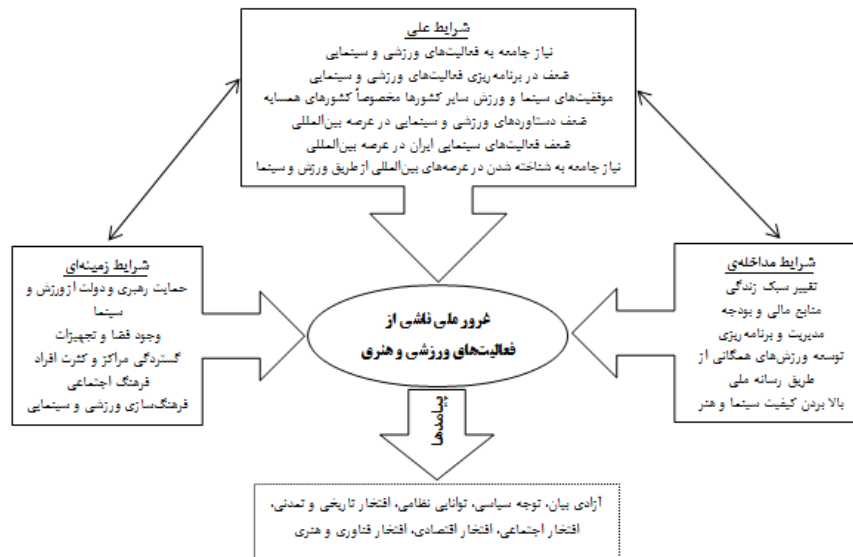 شرایط علی
نیاز جامعه به فعالیت‌های ورزشی و سینمایی
ضعف در برنامه‌ریزی فعالیت‌های ورزشی و سینمایی
موفقیت‌های سینما و ورزش سایر کشورها مخصوصاً کشورهای همسایه
ضعف دستاوردهای ورزشی و سینمایی در عرصه بین‌المللی
ضعف فعالیت‌های سینمایی ایران در عرصه بین‌المللی
نیاز جامعه به شناخته شدن در عرصه‌های بین‌المللی از طریق ورزش و سینما
شرایط مداخله‌ی
تقییر سبک زندگی
منابع مالی و بودجه
مدیریت و برنامه‌ریزی
توسعه ورزش‌های همگانی از
طریق رسانه ملی
بالا بردن کیفیت سینما و هنر
غرور ملی ناشی از
فعالیت‌های ورزشی و هنری
شرایط زمینه‌ای
حمایت رهبری و دولت از ورزش و
سینما
وجود فضا و تجهیزات
گستردگی مراکز و کثرت افراد
فرهنگ اجتماعی
فرهنگ‌سازی ورزشی و سینمایی
پیامدها
آزادی بیان، توجه سیاسی، توانایی نظامی، افتخار تاریخی و تمدنی،
افتخار اجتماعی، افتخار اقتصادی، افتخار فناوری و هنری